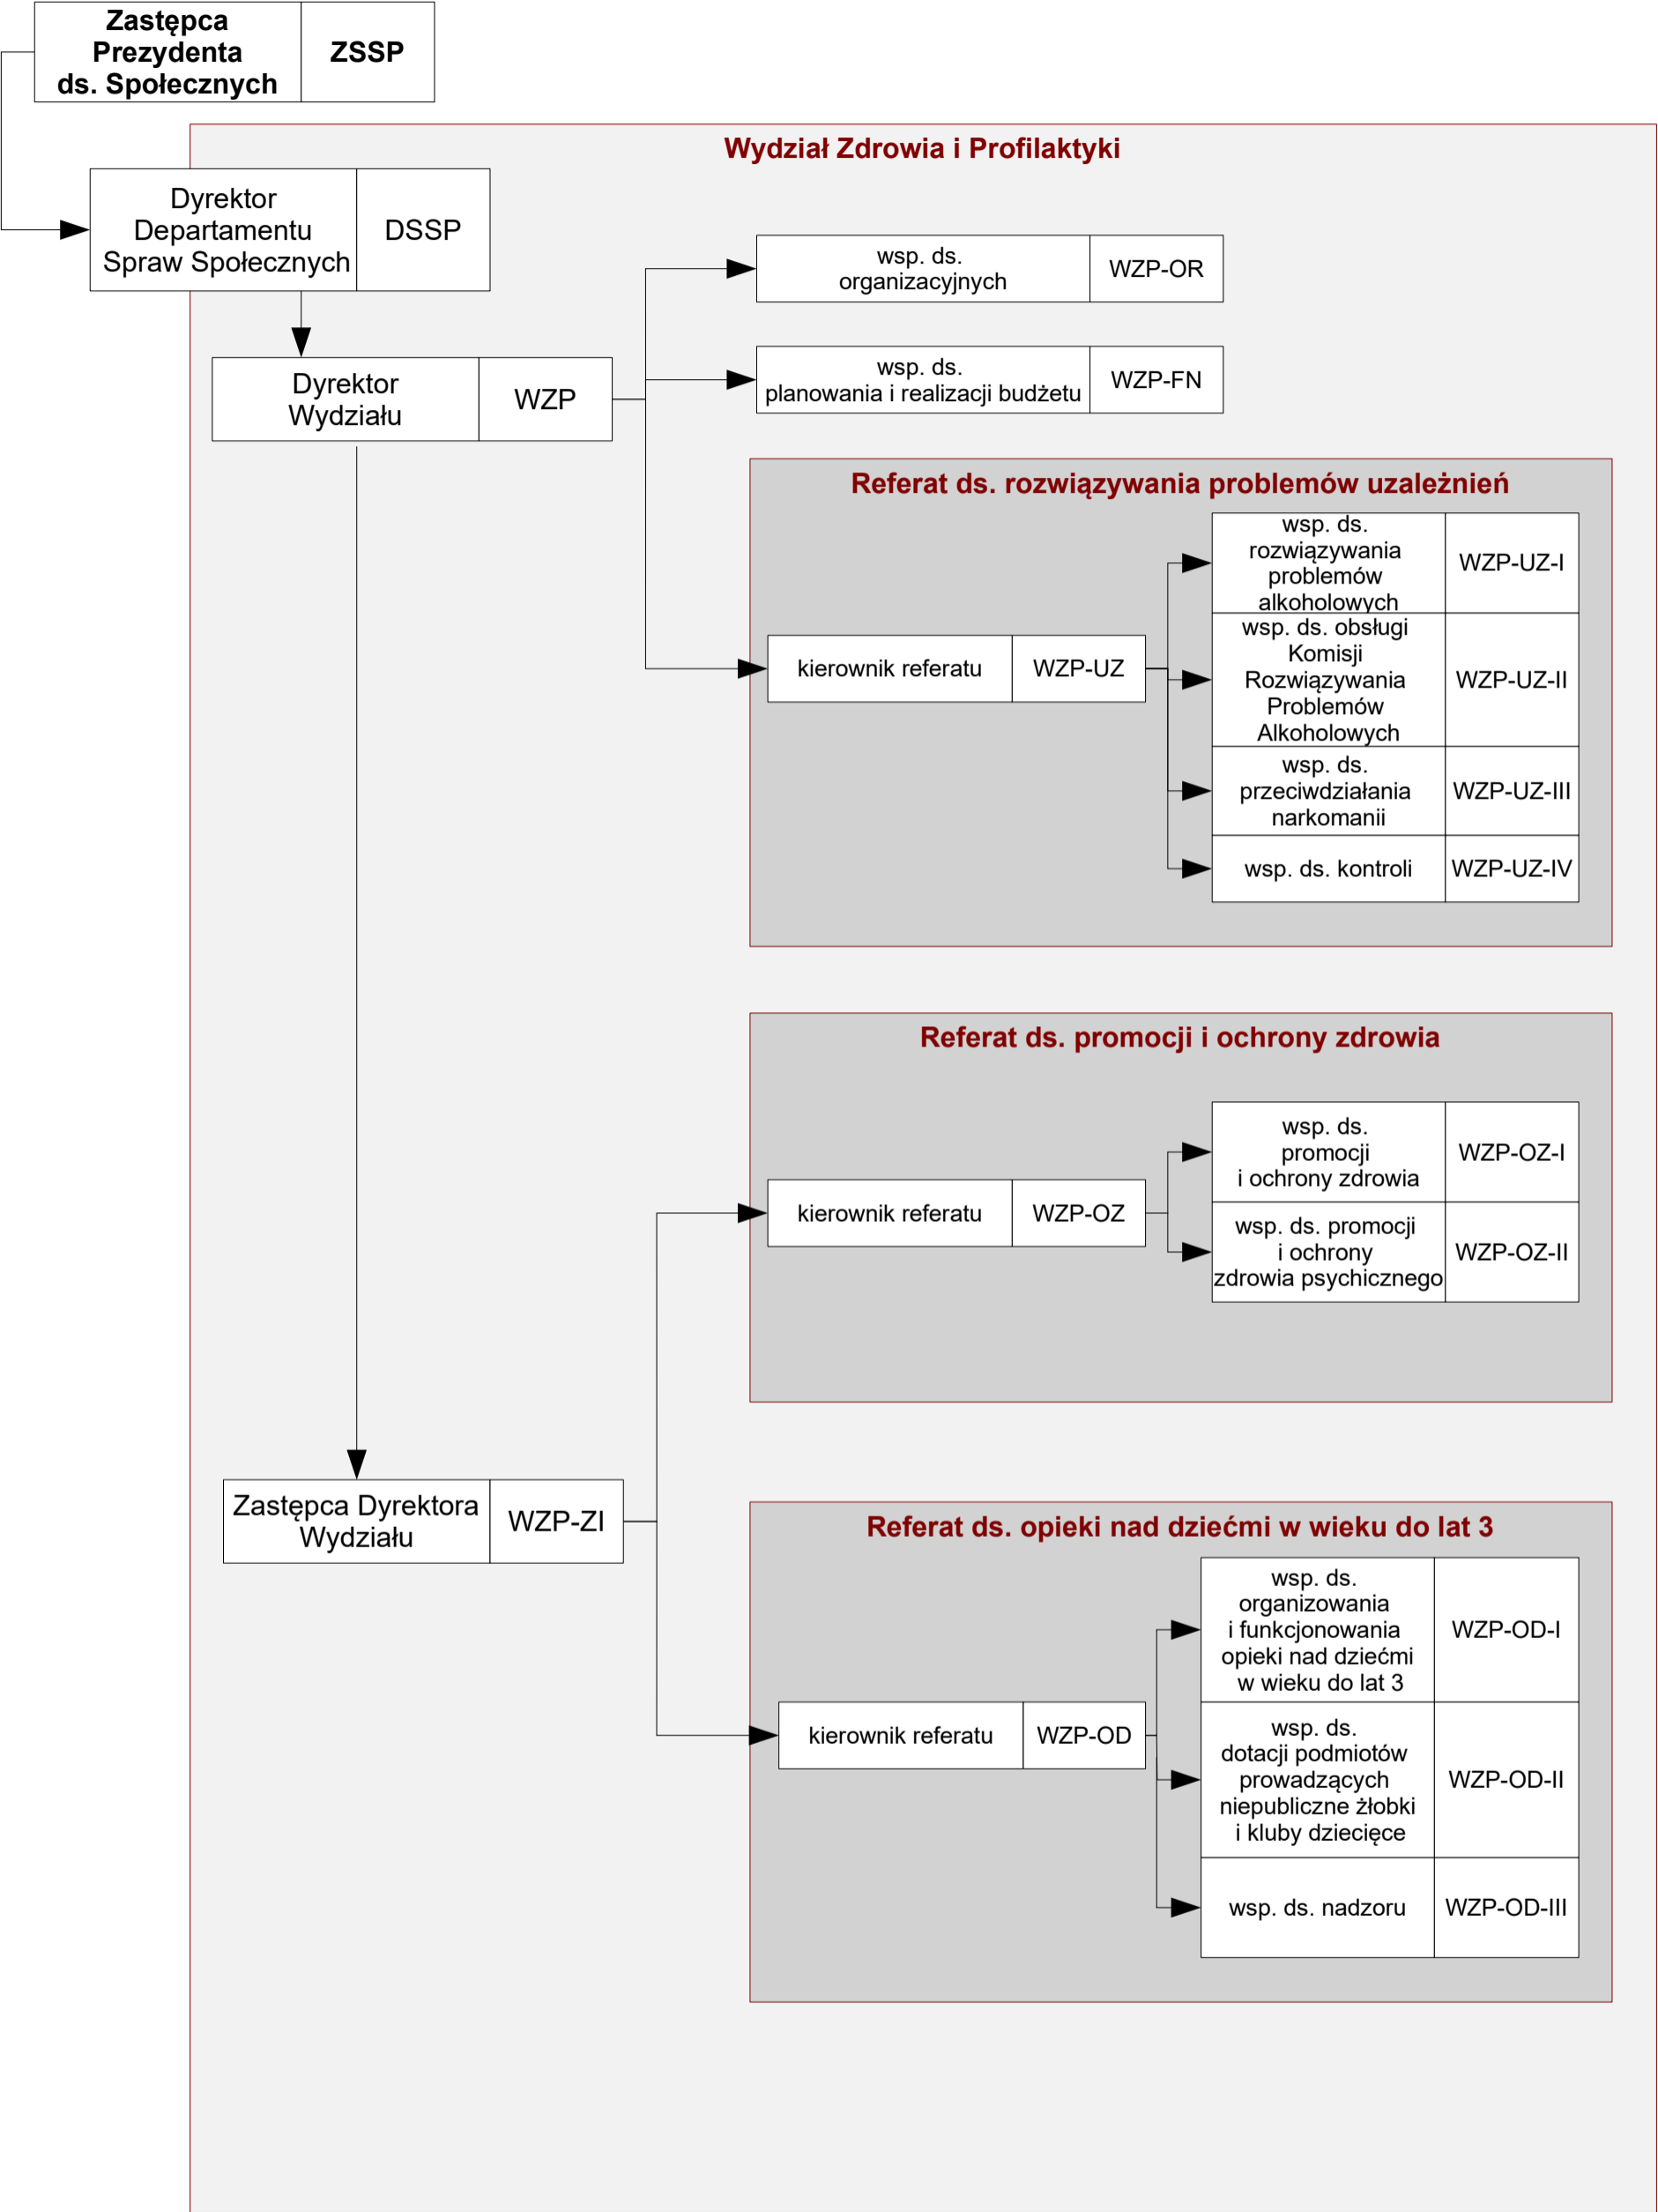 Zastępca
Prezydenta
ds. Społecznych
ZSSP
Wydział Zdrowia i Profilaktyki
Dyrektor
Departamentu
Spraw Społecznych
DSSP
wsp. ds.
organizacyjnych
WZP-OR
wsp. ds.
planowania i realizacji budżetu
WZP-FN
Dyrektor
Wydziału
WZP
Referat ds. rozwiązywania problemów uzależnień
kierownik referatu
WZP-UZ
wsp. ds.
rozwiązywania
problemów
alkoholowych
WZP-UZ-I
wsp. ds. obsługi
Komisji
Rozwiązywania
Problemów
Alkoholowych
WZP-UZ-II
wsp. ds.
przeciwdziałania
narkomanii
WZP-UZ-III
wsp. ds. kontroli
WZP-UZ-IV
Referat ds. promocji i ochrony zdrowia
kierownik referatu
WZP-OZ
wsp. ds.
promocji
i ochrony zdrowia
WZP-OZ-I
wsp. ds. promocji
i ochrony
zdrowia psychicznego
WZP-OZ-II
Zastępca Dyrektora
Wydziału
WZP-ZI
Referat ds. opieki nad dziećmi w wieku do lat 3
kierownik referatu
WZP-OD
wsp. ds.
organizowania
i funkcjonowania
opieki nad dziećmi
w wieku do lat 3
WZP-OD-I
wsp. ds.
dotacji podmiotów
prowadzących
niepubliczne żłobki
i kluby dziecięce
WZP-OD-II
wsp. ds. nadzoru
WZP-OD-III